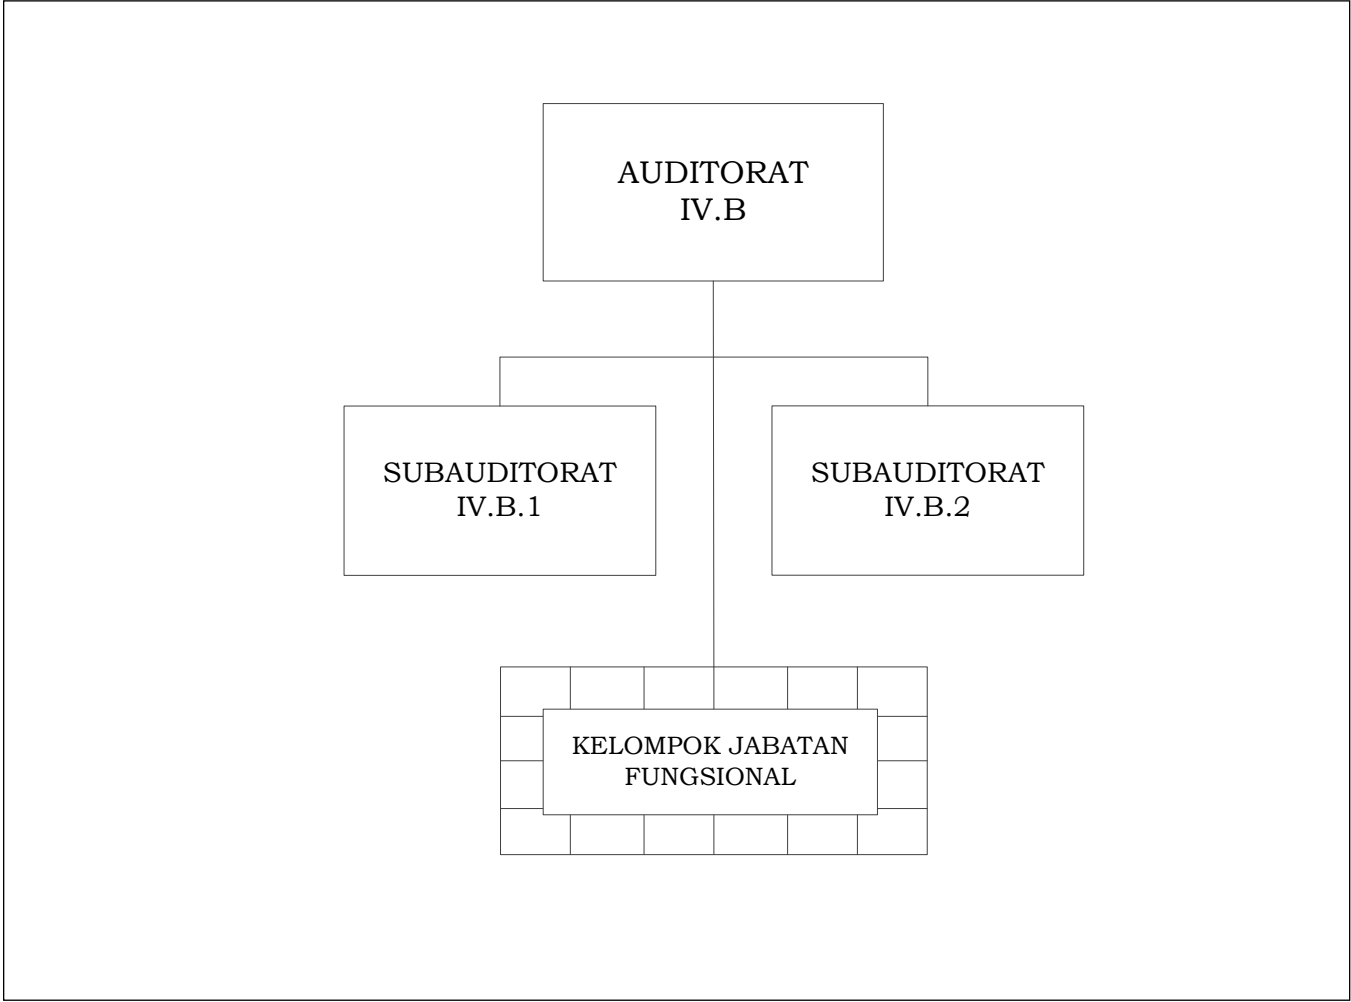 AUDITORAT
IV.B
SUBAUDITORAT
IV.B.1
SUBAUDITORAT
IV.B.2
KELOMPOK JABATAN
FUNGSIONAL